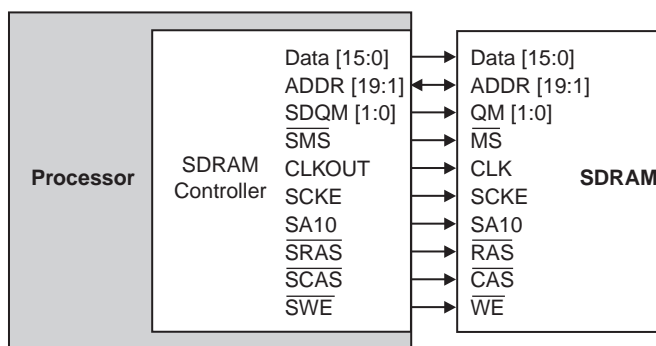 Processor
SDRAM
Controller
Data [15:0]
ADDR [19:1]
SDQM [1:0]
SMS
CLKOUT
SCKE
SA10
SRAS
SCAS
SWE
Data [15:0]
ADDR [19:1]
QM [1:0]
MS
CLK
SCKE
SA10
RAS
CAS
WE
SDRAM